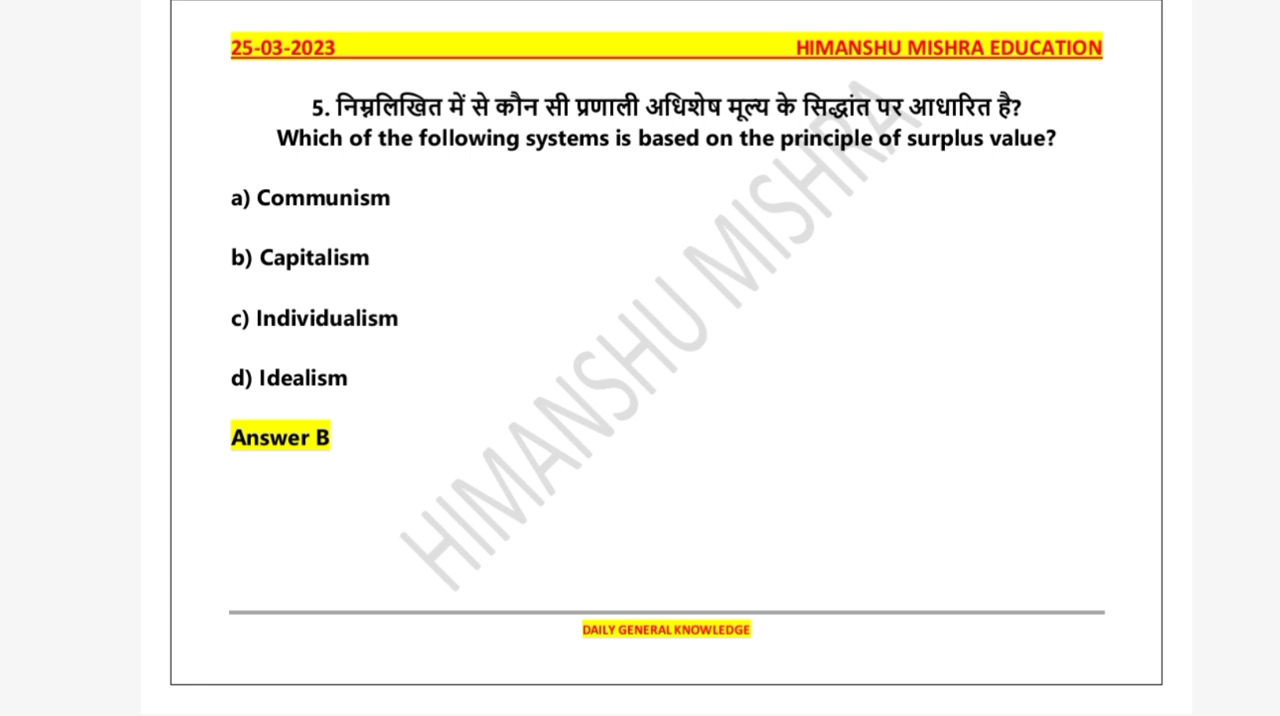 25-03-2023 HIMANSHU MISHRA EDUCATION
5. निम्नलिखित में से कौन सी प्रणाली अधिशेष मूल्य के सिद्धांत पर आधारित है?
Which of the following systems is based on the principle of surplus value?
a) Communism
b) Capitalism
c) Individualism
d) Idealism
Answer B
HIMANSHU MISHRA
DAILY GENERAL KNOWLEDGE